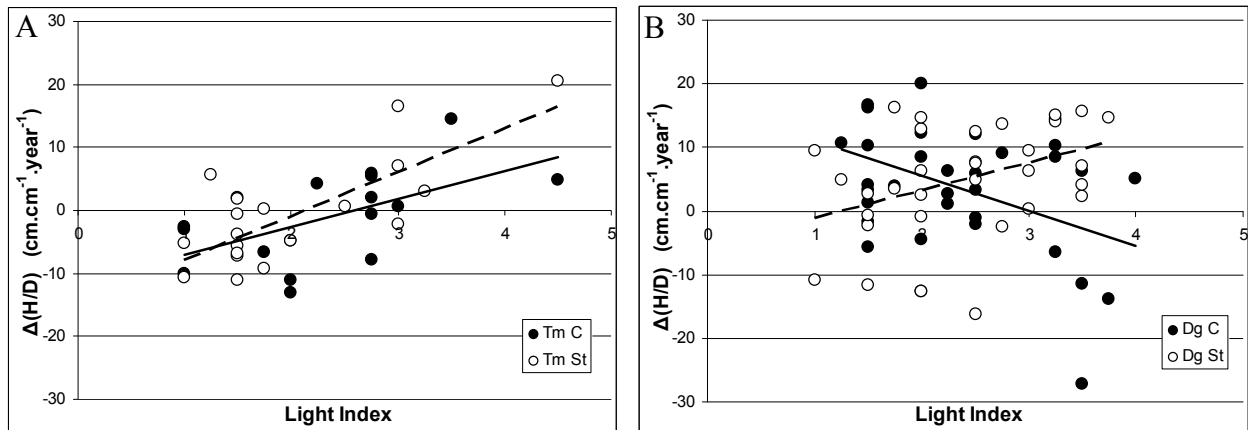 A
30
20
10
0
-10
-20
-30
0 1 2 3 4 5
Δ(H/D) (cm.cm⁻¹.year⁻¹)
Light Index
Tm C
Tm St
B
30
20
10
0
-10
-20
-30
0 1 2 3 4 5
Δ(H/D) (cm.cm⁻¹.year⁻¹)
Light Index
Dg C
Dg St